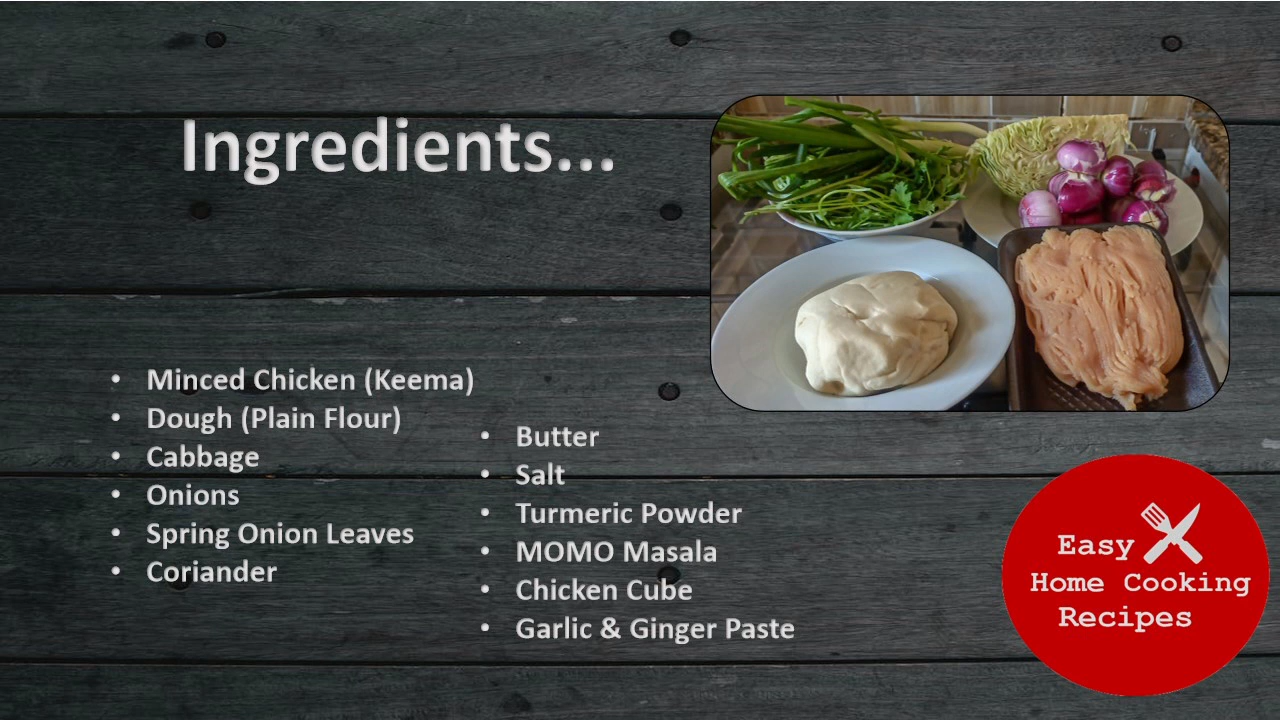 Ingredients...
• Minced Chicken (Keema)
• Dough (Plain Flour)
• Cabbage
• Onions
• Spring Onion Leaves
• Coriander
• Butter
• Salt
• Turmeric Powder
• MOMO Masala
• Chicken Cube
• Garlic & Ginger Paste
Easy
Home Cooking
Recipes